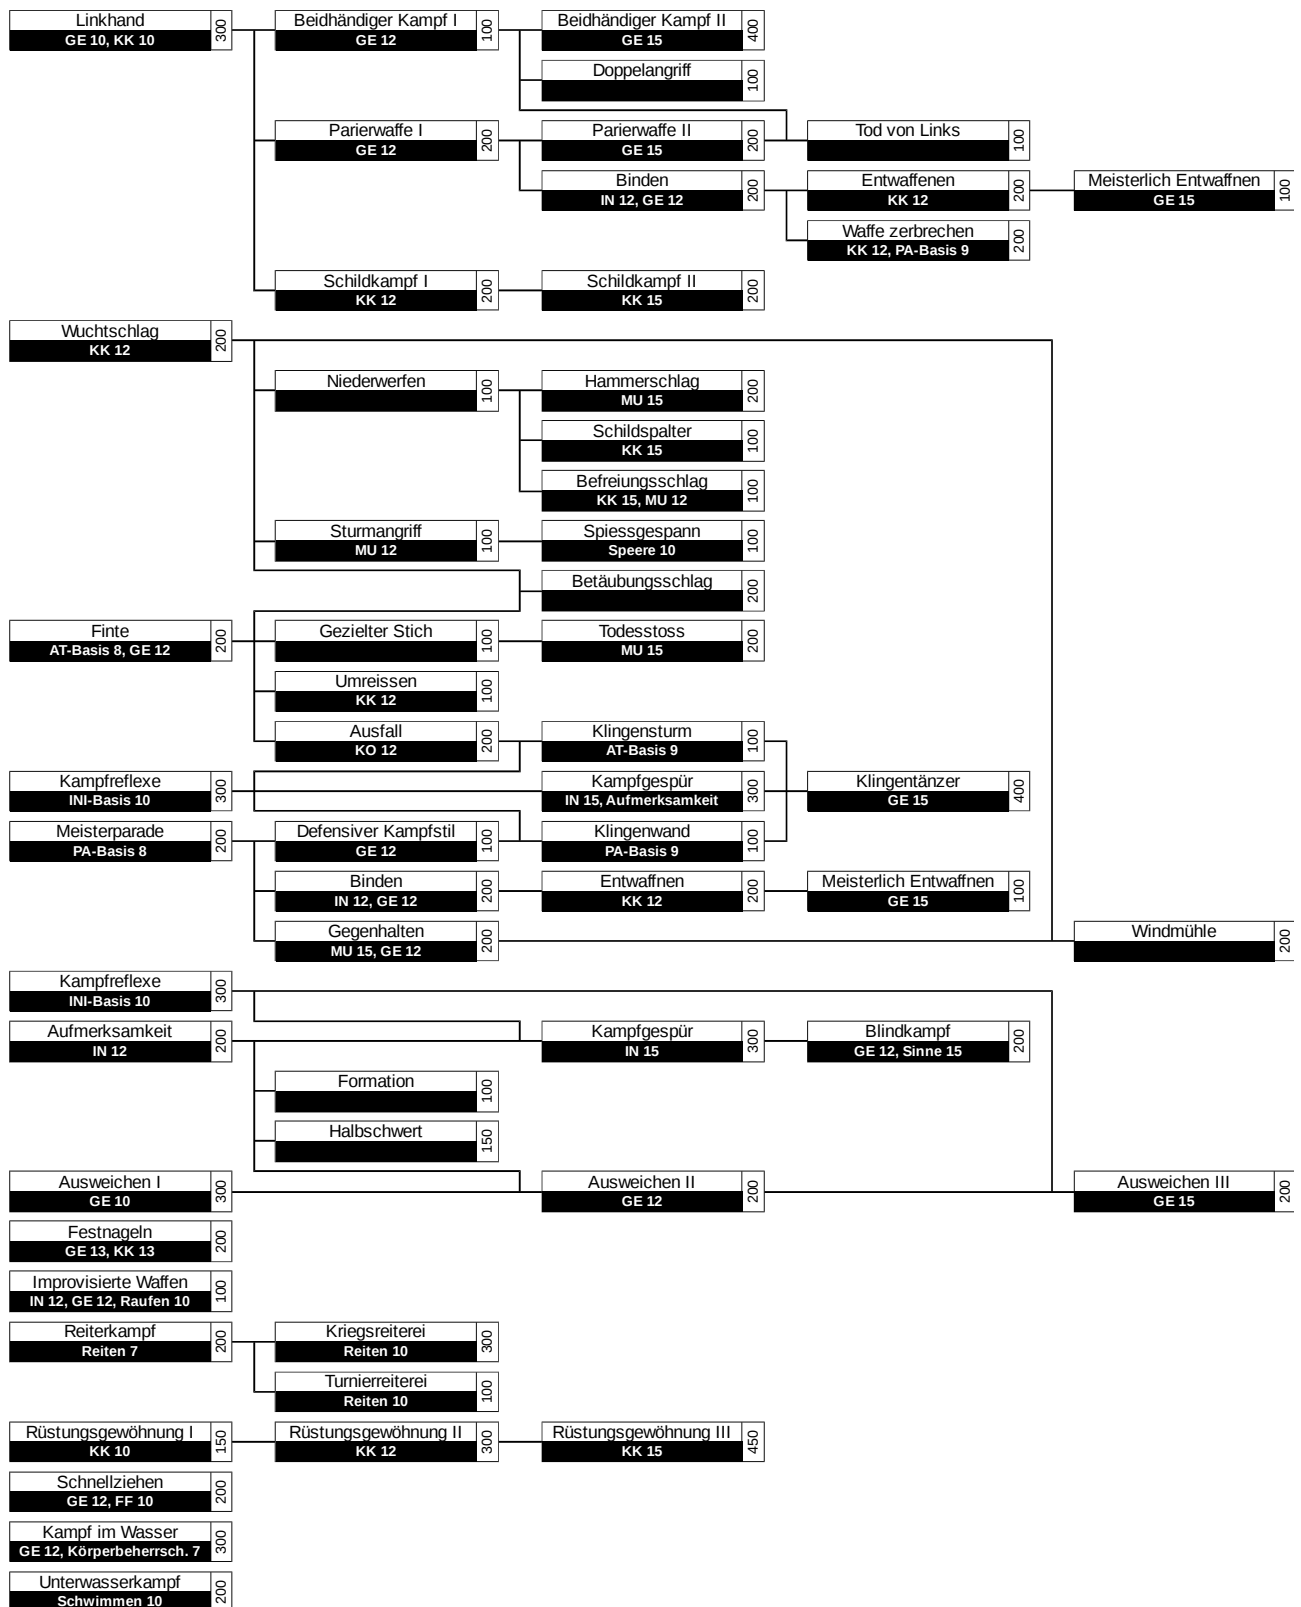 Linkhand
GE 10, KK 10
300
Beidhändiger Kampf I
GE 12
100
Beidhändiger Kampf II
GE 15
400
Doppelangriff
100
Parierwaffe I
GE 12
200
Parierwaffe II
GE 15
200
Tod von Links
100
Binden
IN 12, GE 12
200
Entwaffenen
KK 12
200
Meisterlich Entwaffnen
GE 15
100
Waffe zerbrechen
KK 12, PA-Basis 9
200
Schildkampf I
KK 12
200
Schildkampf II
KK 15
200
Wuchtschlag
KK 12
200
Niederwerfen
100
Hammerschlag
MU 15
200
Schildspalter
KK 15
100
Befreiungsschlag
KK 15, MU 12
100
Sturmangriff
MU 12
100
Spiessgespann
Speere 10
100
Betäubungsschlag
200
Finte
AT-Basis 8, GE 12
200
Gezielter Stich
100
Todesstoss
MU 15
200
Umreissen
KK 12
100
Ausfall
KO 12
200
Klingensturm
AT-Basis 9
100
Kampfreflexe
INI-Basis 10
300
Kampfgespür
IN 15, Aufmerksamkeit
300
Klingentänzer
GE 15
400
Meisterparade
PA-Basis 8
200
Defensiver Kampfstil
GE 12
100
Klingenwand
PA-Basis 9
100
Binden
IN 12, GE 12
200
Entwaffnen
KK 12
200
Meisterlich Entwaffnen
GE 15
100
Gegenhalten
MU 15, GE 12
200
Windmühle
200
Kampfreflexe
INI-Basis 10
300
Aufmerksamkeit
IN 12
200
Kampfgespür
IN 15
300
Blindkampf
GE 12, Sinne 15
200
Formation
100
Halbschwert
150
Ausweichen I
GE 10
300
Ausweichen II
GE 12
200
Ausweichen III
GE 15
200
Festnageln
GE 13, KK 13
200
Improvisierte Waffen
IN 12, GE 12, Raufen 10
100
Reiterkampf
Reiten 7
200
Kriegsreiterei
Reiten 10
300
Turnierreiterei
Reiten 10
100
Rüstungsgewöhnung I
KK 10
150
Rüstungsgewöhnung II
KK 12
300
Rüstungsgewöhnung III
KK 15
450
Schnellziehen
GE 12, FF 10
200
Kampf im Wasser
GE 12, Körperbeherrsch. 7
300
Unterwasserkampf
Schwimmen 10
200